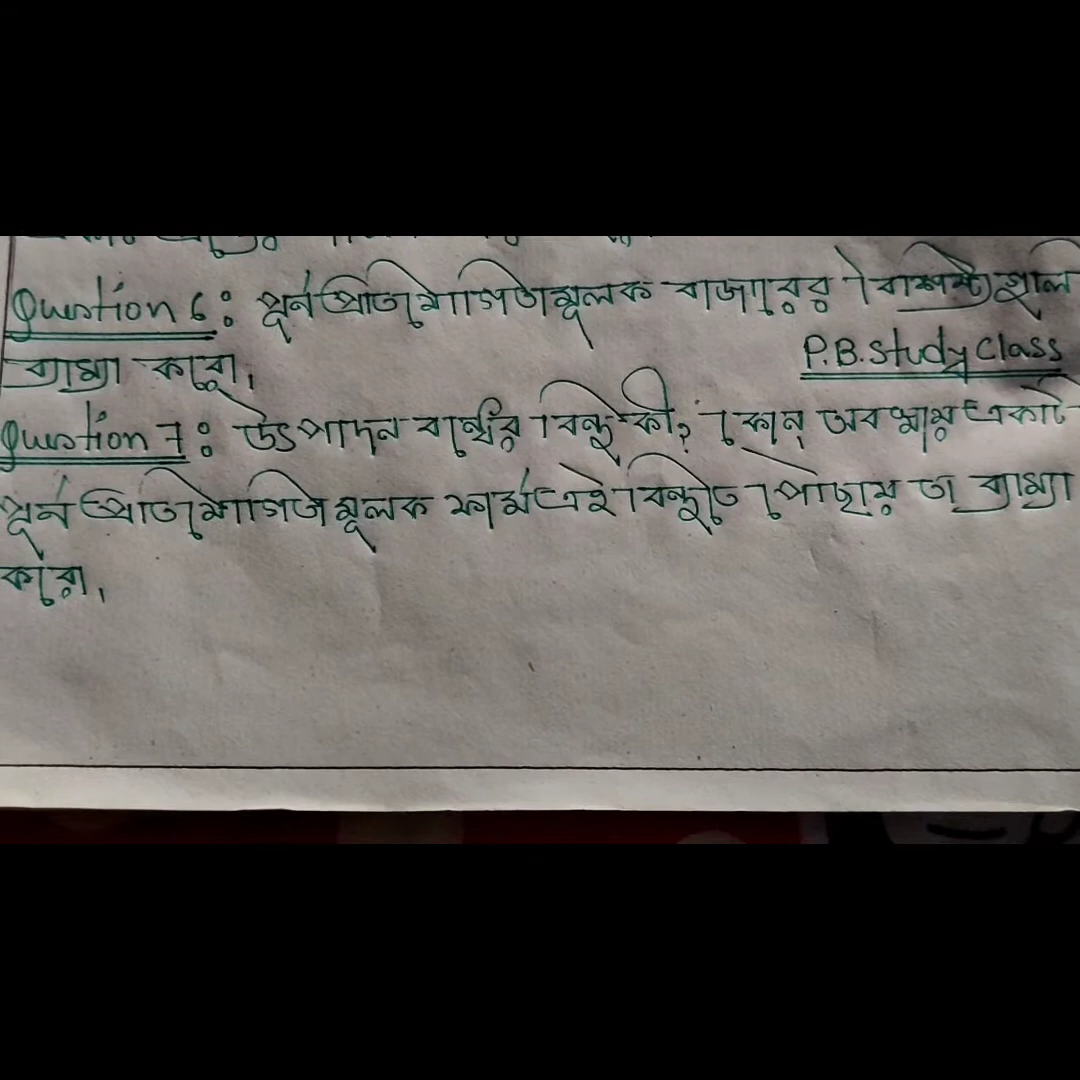 Question 6: পূর্ণ প্রতিযোগিতামূলক বাজারের বৈশিষ্ট্যগুলি
ব্যাখ্যা করো।
P.B. Study Class
Question 7: উৎপাদন বন্ধের বিন্দু কী? কোন্ অবস্থায় একটি
পূর্ণ প্রতিযোগিতামূলক ফার্ম এই বিন্দুতে পৌছায় তা ব্যাখ্যা
করো।